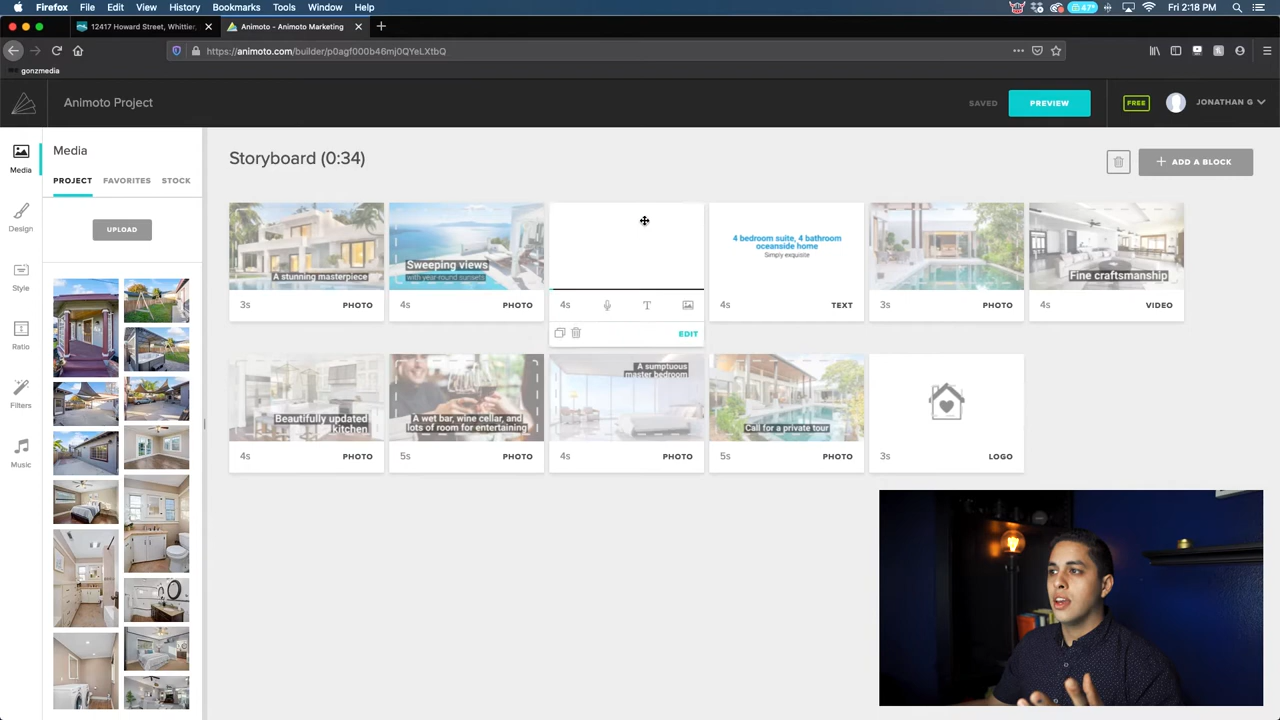 Firefox File Edit View History Bookmarks Tools Window Help
47°
Fri 2:18 PM
12417 Howard Street, Whittier,
Animoto - Animoto Marketing
https://animoto.com/builder/p0agf000b46mj0QYeLXtbQ
gonzmedia
Animoto Project
SAVED
PREVIEW
FREE
JONATHAN G
Media
Design
Style
Ratio
Filters
Music
Media
PROJECT FAVORITES STOCK
UPLOAD
Storyboard (0:34)
+ ADD A BLOCK
A stunning masterpiece
3s PHOTO
Sweeping views
with year-round sunsets
4s PHOTO
4s T
EDIT
4 bedroom suite, 4 bathroom
oceanside home
Simply exquisite
4s TEXT
3s PHOTO
Fine craftsmanship
4s VIDEO
Beautifully updated
kitchen
4s PHOTO
A wet bar, wine cellar, and
lots of room for entertaining
5s PHOTO
A sumptuous
master bedroom
4s PHOTO
Call for a private tour
5s PHOTO
3s LOGO